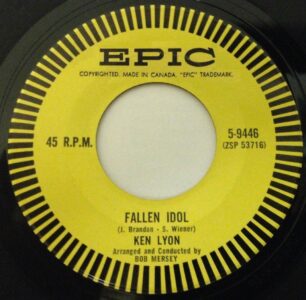 EPIC
COPYRIGHTED. MADE IN CANADA. "EPIC" TRADEMARK.
45 R.P.M.
5-9446
(ZSP 53716)
FALLEN IDOL
(J. Brandon - S. Wiener)
KEN LYON
Arranged and Conducted by
BOB MERSEY